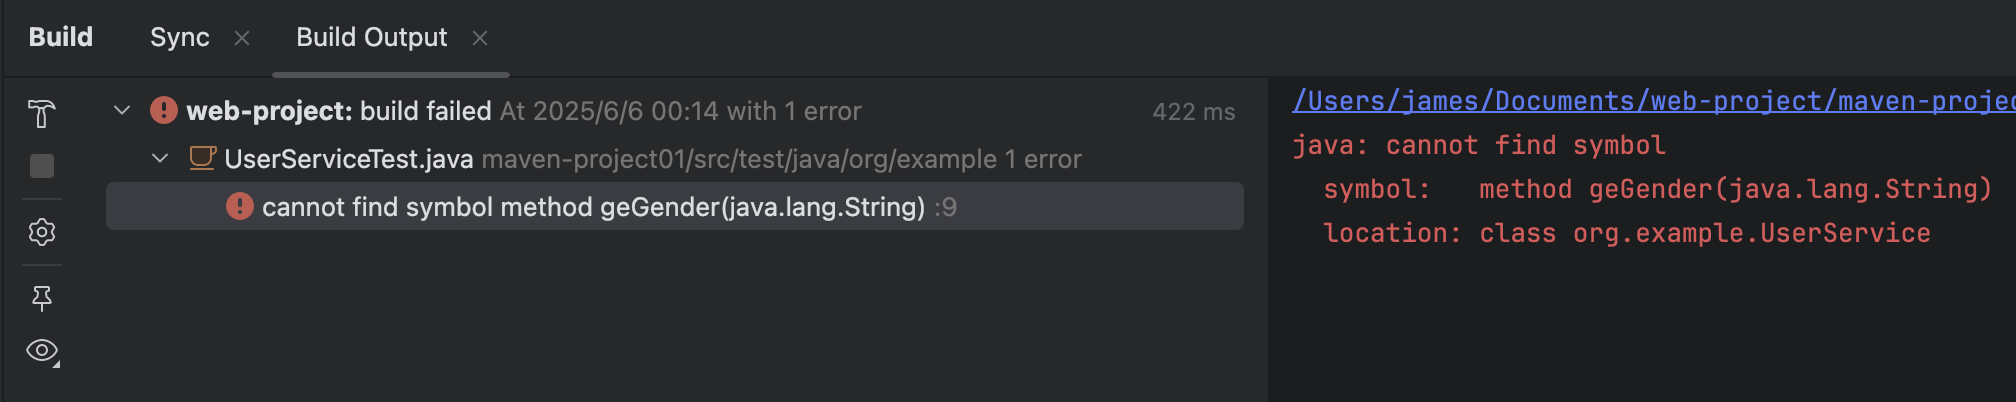 Build Sync Build Output
web-project: build failed At 2025/6/6 00:14 with 1 error 422 ms
UserServiceTest.java maven-project01/src/test/java/org/example 1 error
cannot find symbol method geGender(java.lang.String) :9
/Users/james/Documents/web-project/maven-projec
java: cannot find symbol
symbol: method geGender(java.lang.String)
location: class org.example.UserService